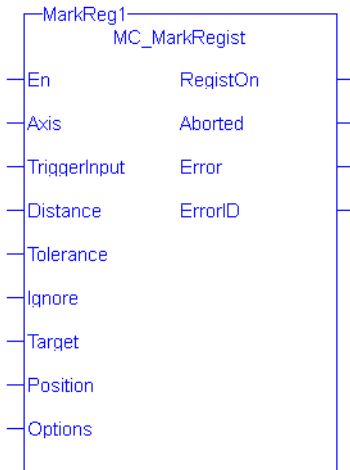 MarkReg1
MC_MarkRegist
En RegistOn
Axis Aborted
TriggerInput Error
Distance ErrorID
Tolerance
Ignore
Target
Position
Options